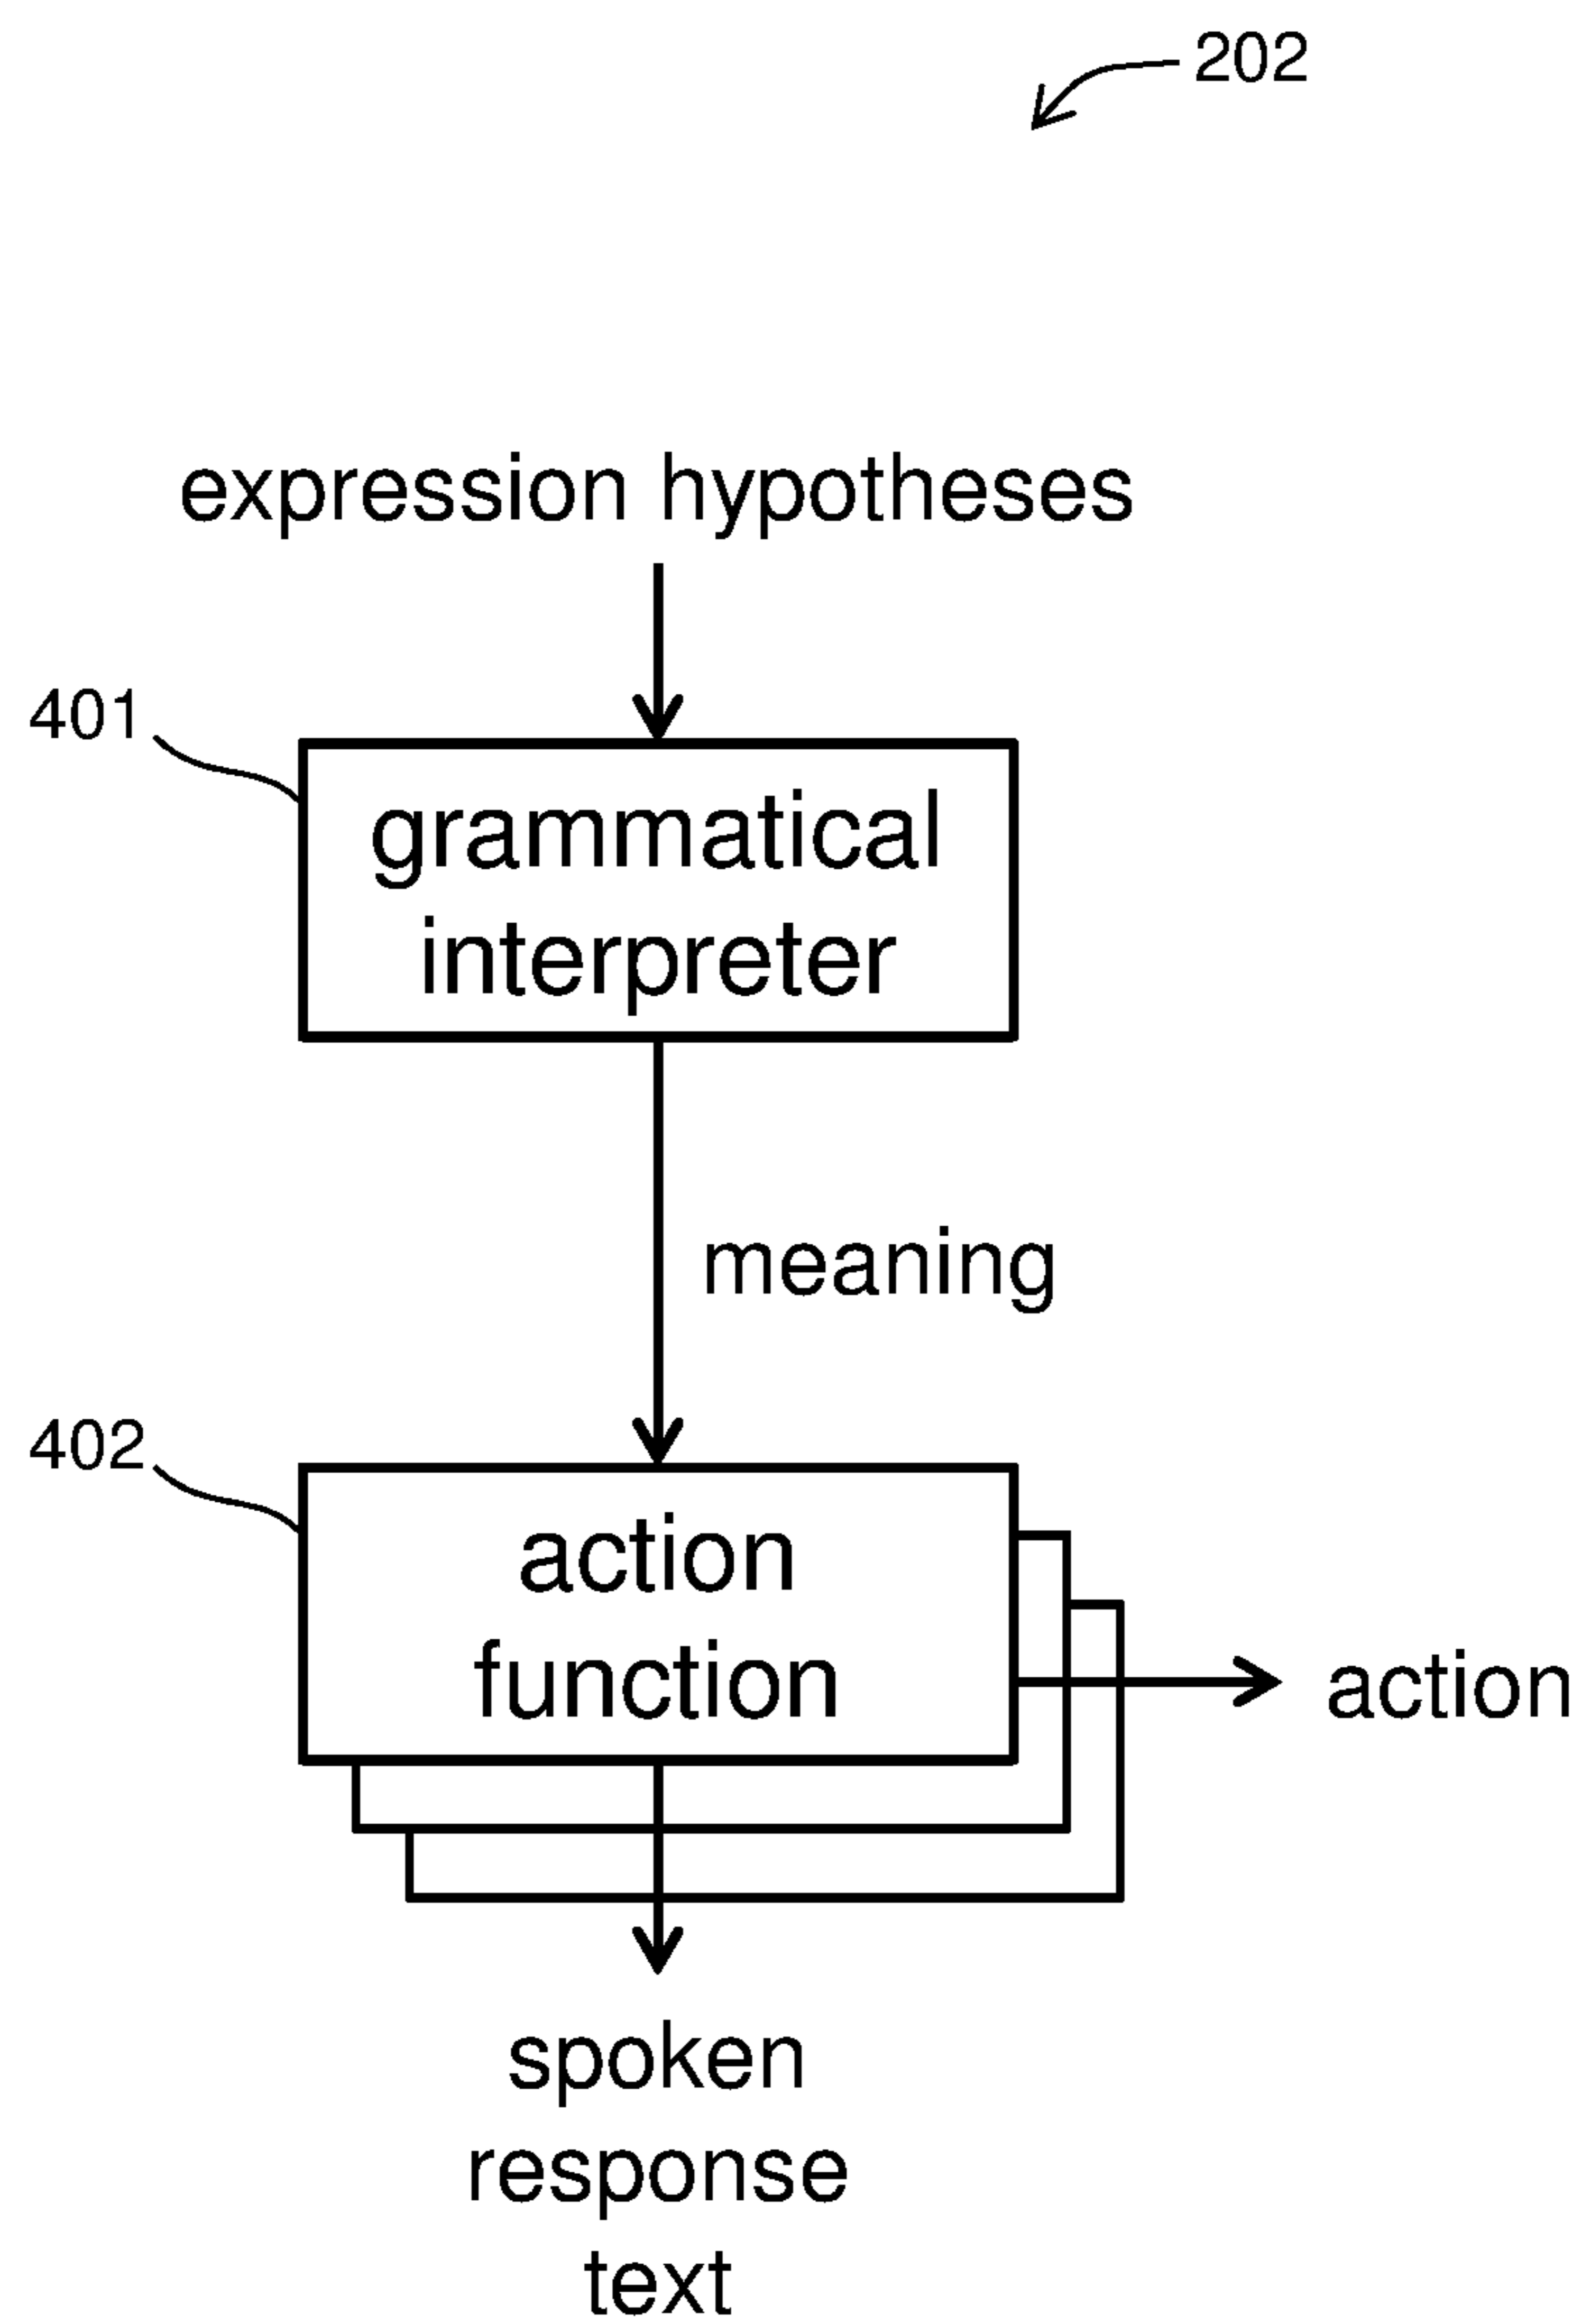 202
expression hypotheses
401
grammatical
interpreter
meaning
402
action
function
action
spoken
response
text